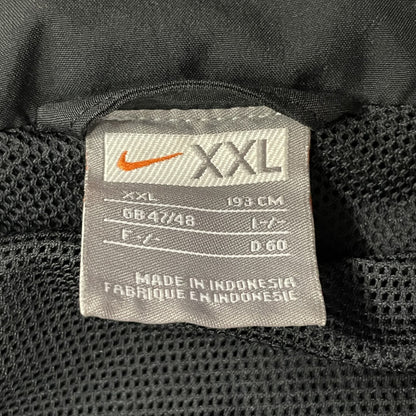 XXL
XXL 193 CM
GB 47/48 I -/-
F -/- D 60
MADE IN INDONESIA
FABRIQUE EN INDONESIE